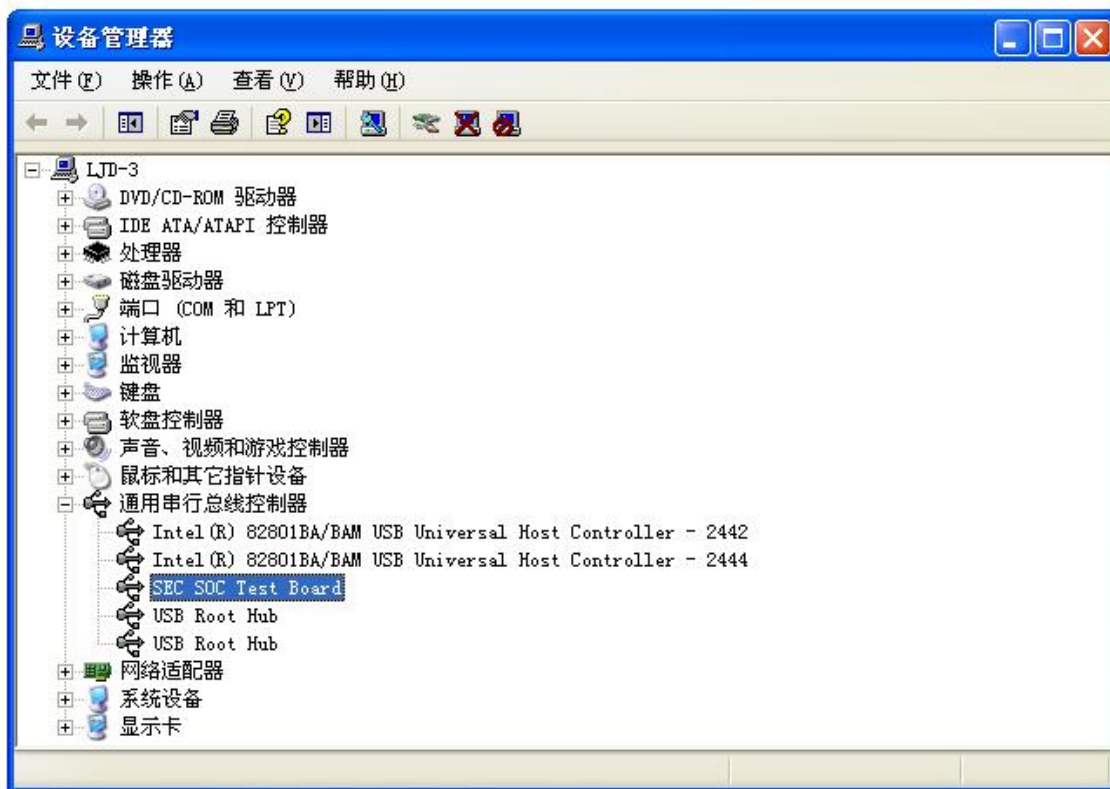 设备管理器
文件(F) 操作(A) 查看(V) 帮助(H)
LJD-3
DVD/CD-ROM 驱动器
IDE ATA/ATAPI 控制器
处理器
磁盘驱动器
端口 (COM 和 LPT)
计算机
监视器
键盘
软盘控制器
声音、视频和游戏控制器
鼠标和其它指针设备
通用串行总线控制器
Intel(R) 82801BA/BAM USB Universal Host Controller - 2442
Intel(R) 82801BA/BAM USB Universal Host Controller - 2444
SEC SOC Test Board
USB Root Hub
USB Root Hub
网络适配器
系统设备
显示卡